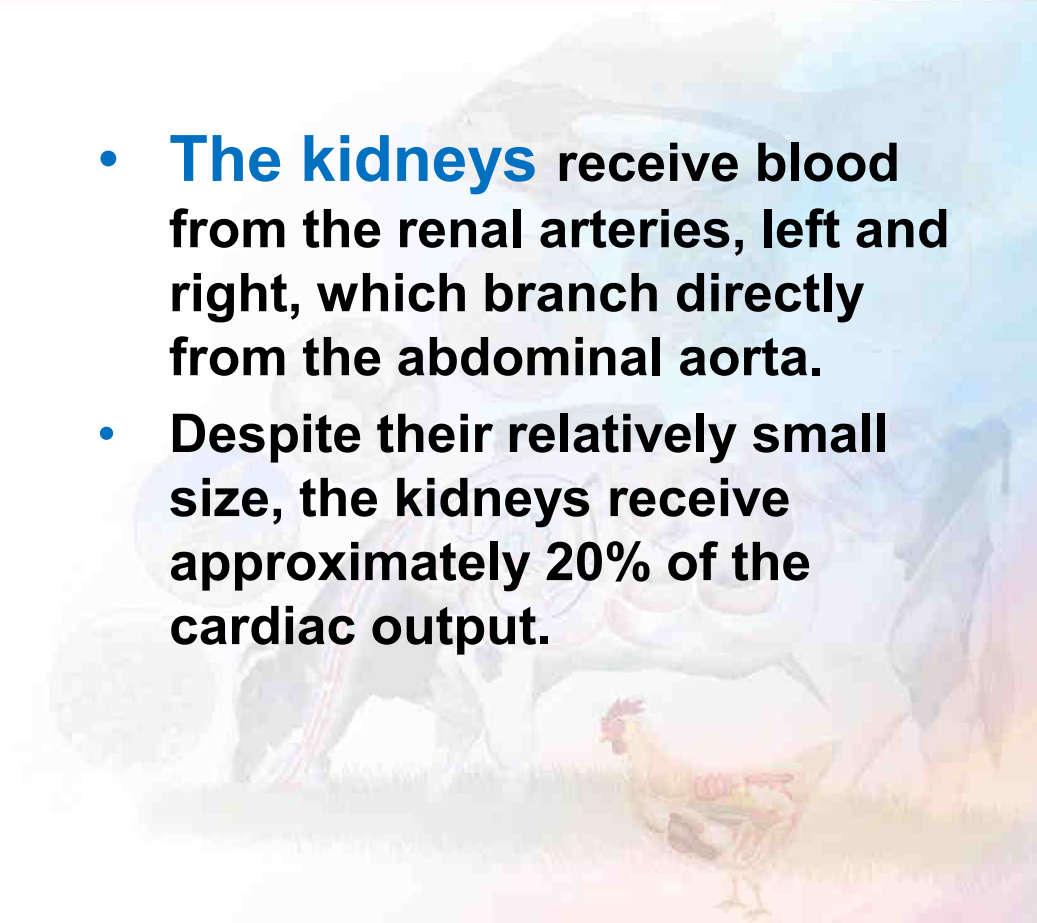 • The kidneys receive blood
from the renal arteries, left and
right, which branch directly
from the abdominal aorta.
• Despite their relatively small
size, the kidneys receive
approximately 20% of the
cardiac output.